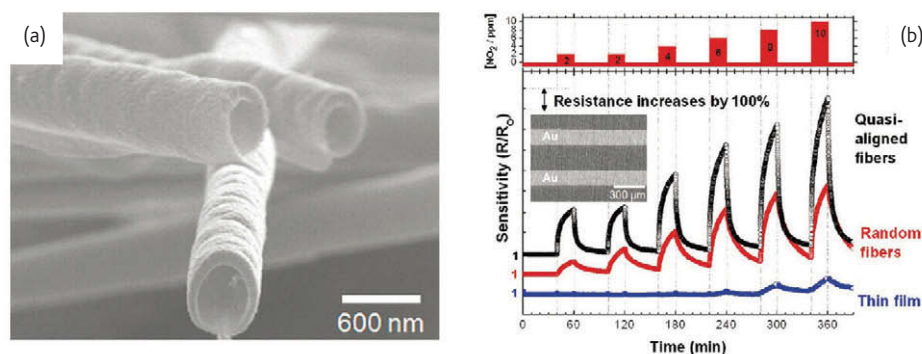 (a)
600 nm
(b)
[NO2 / ppm]
10
8
6
4
2
0
2
2
4
6
8
10
Resistance increases by 100%
Au
Au
300 μm
Sensitivity (R/RO)
1
1
1
Quasi-
aligned
fibers
Random
fibers
Thin film
0
60
120
180
240
300
360
Time (min)